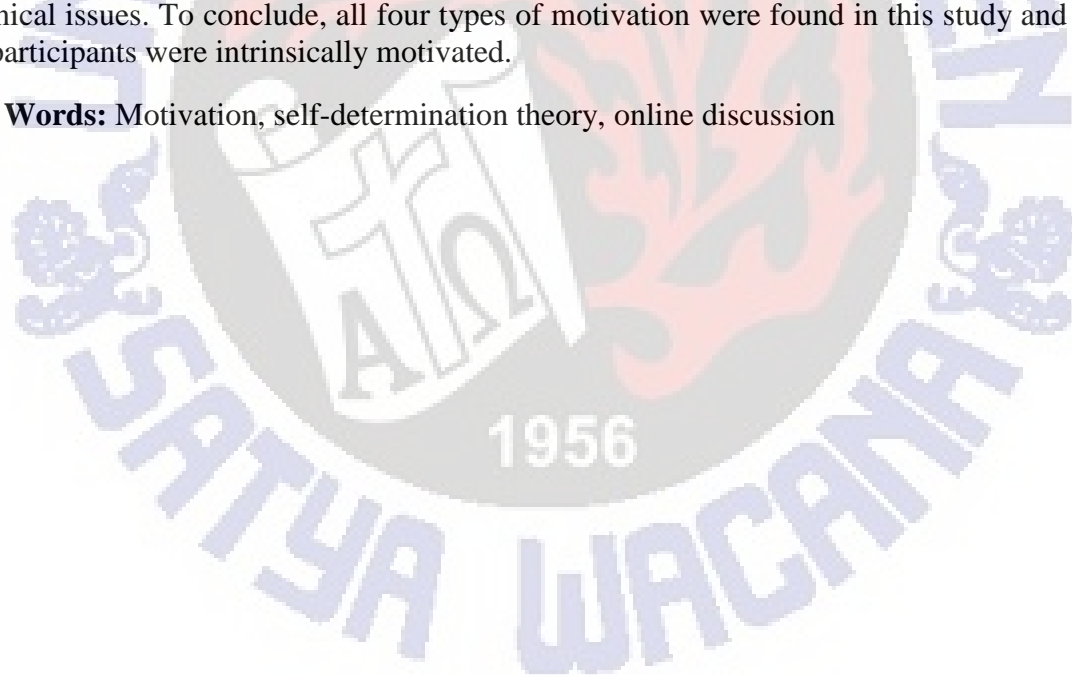 nical issues. To conclude, all four types of motivation were found in this study and
participants were intrinsically motivated.
Words: Motivation, self-determination theory, online discussion
Α Ω
1956
SATYA WACANA